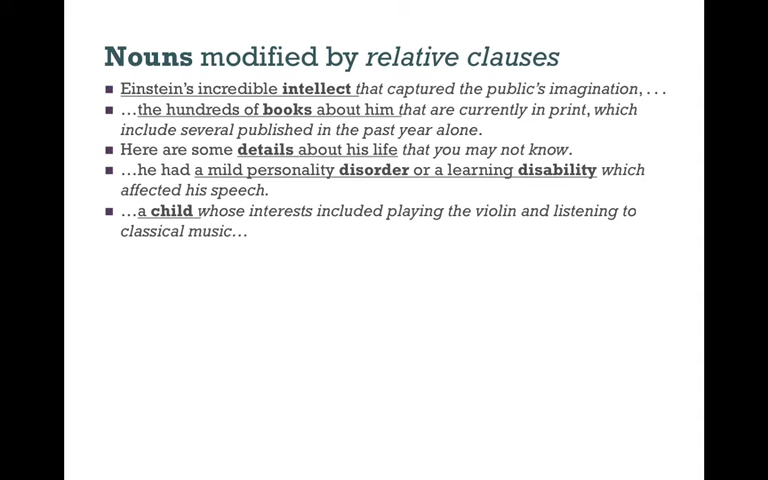 Nouns modified by relative clauses
Einstein's incredible intellect that captured the public's imagination, . . .
…the hundreds of books about him that are currently in print, which
include several published in the past year alone.
Here are some details about his life that you may not know.
…he had a mild personality disorder or a learning disability which
affected his speech.
…a child whose interests included playing the violin and listening to
classical music…